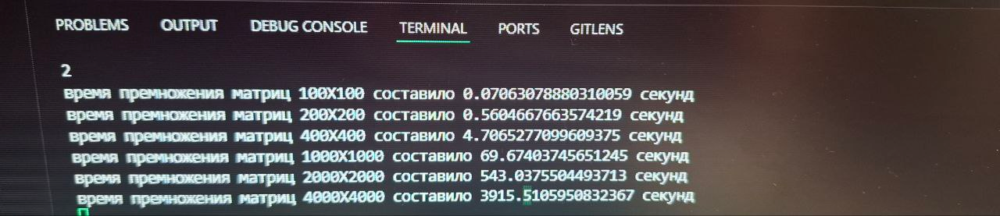 PROBLEMS OUTPUT DEBUG CONSOLE TERMINAL PORTS GITLENS
2
время премножения матриц 100X100 составило 0.07063078880310059 секунд
время премножения матриц 200X200 составило 0.5604667663574219 секунд
время премножения матриц 400X400 составило 4.7065277099609375 секунд
время премножения матриц 1000X1000 составило 69.67403745651245 секунд
время премножения матриц 2000X2000 составило 543.0375504493713 секунд
время премножения матриц 4000X4000 составило 3915.5105950832367 секунд